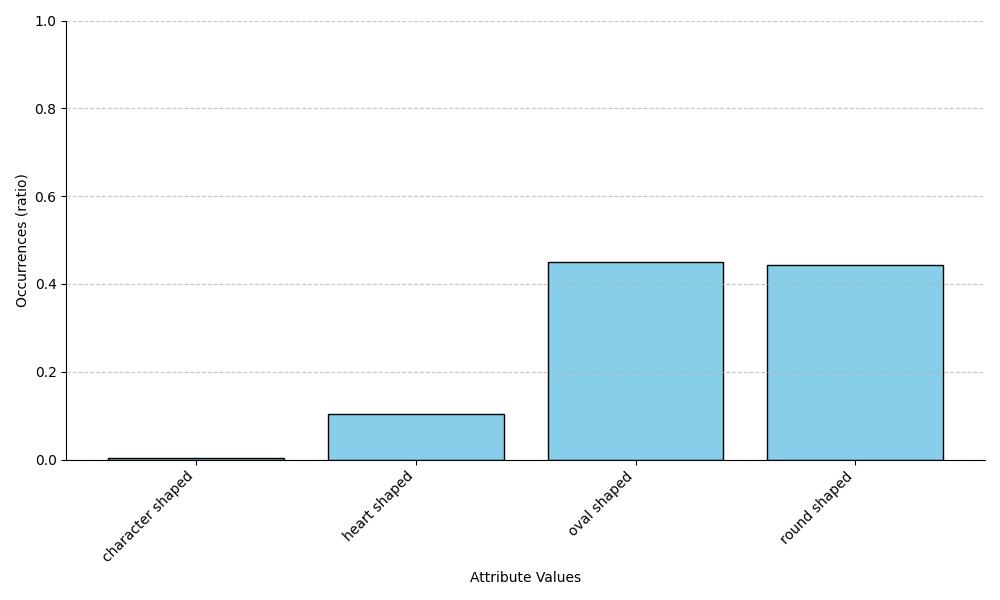 1.0
0.8
0.6
0.4
0.2
0.0
Occurrences (ratio)
character shaped
heart shaped
oval shaped
round shaped
Attribute Values